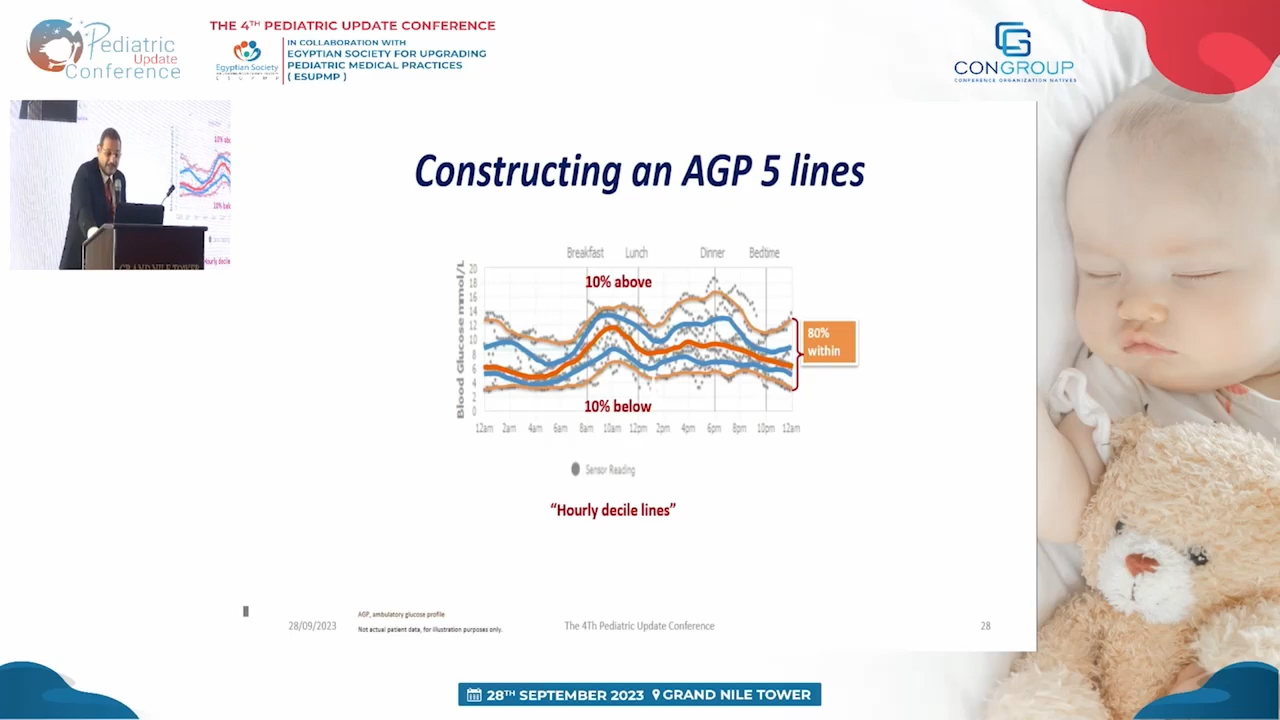 Pediatric
Update
Conference
THE 4TH PEDIATRIC UPDATE CONFERENCE
Egyptian Society
IN COLLABORATION WITH
EGYPTIAN SOCIETY FOR UPGRADING
PEDIATRIC MEDICAL PRACTICES
( ESUPMP )
CONGROUP
CONFERENCE ORGANIZATION NATIVES
GRAND NILE TOWER
Constructing an AGP 5 lines
Breakfast Lunch Dinner Bedtime
Blood Glucose mmol/L
20
18
16
14
12
10
8
6
4
2
0
10% above
80%
within
10% below
12am 2am 4am 6am 8am 10am 12pm 2pm 4pm 6pm 8pm 10pm 12am
Sensor Reading
“Hourly decile lines”
AGP, ambulatory glucose profile
Not actual patient data, for illustration purposes only.
28/09/2023
The 4Th Pediatric Update Conference
28
28TH SEPTEMBER 2023 GRAND NILE TOWER